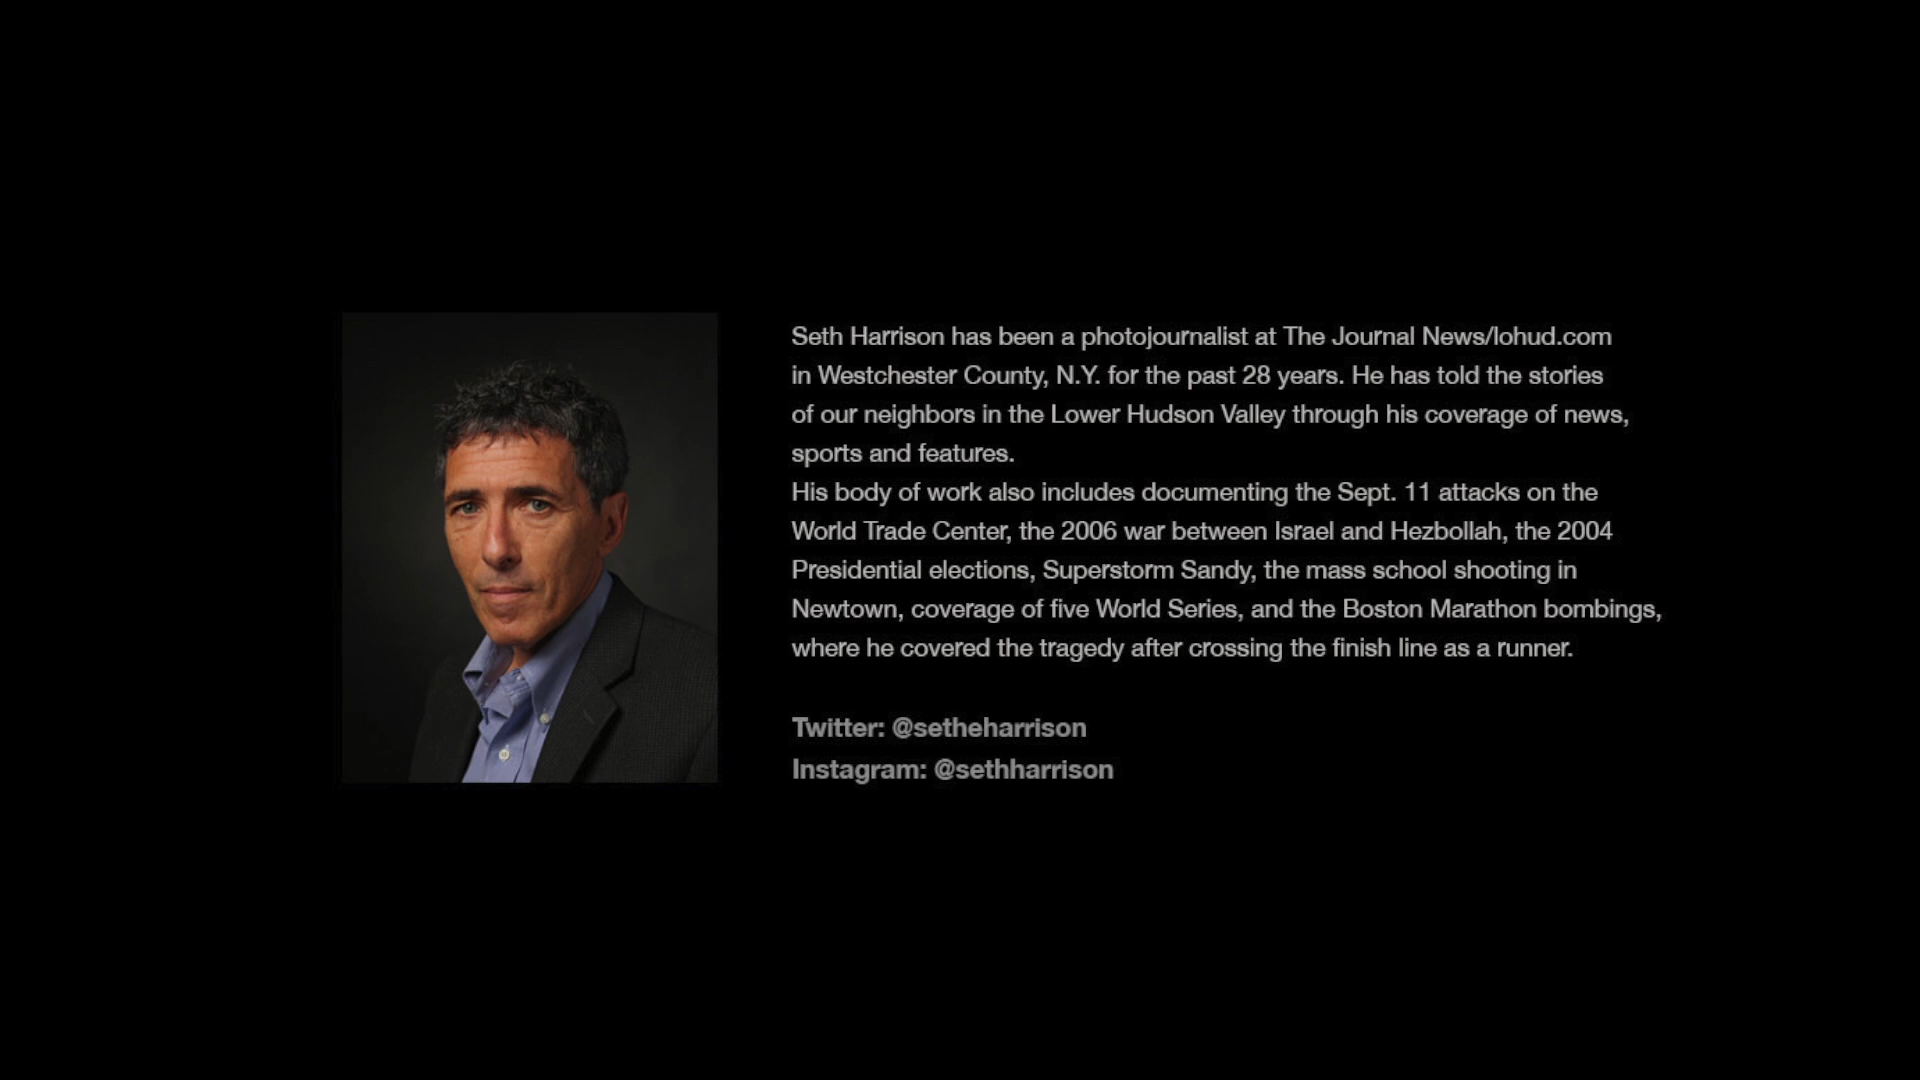 Seth Harrison has been a photojournalist at The Journal News/lohud.com
in Westchester County, N.Y. for the past 28 years. He has told the stories
of our neighbors in the Lower Hudson Valley through his coverage of news,
sports and features.
His body of work also includes documenting the Sept. 11 attacks on the
World Trade Center, the 2006 war between Israel and Hezbollah, the 2004
Presidential elections, Superstorm Sandy, the mass school shooting in
Newtown, coverage of five World Series, and the Boston Marathon bombings,
where he covered the tragedy after crossing the finish line as a runner.
Twitter: @setheharrison
Instagram: @sethharrison